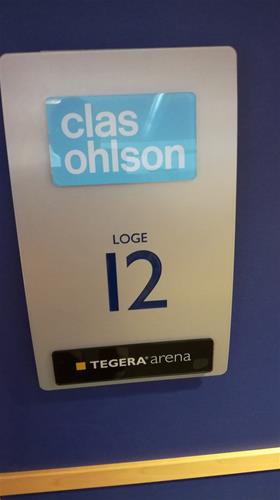 clas
ohlson
LOGE
12
TEGERA® arena